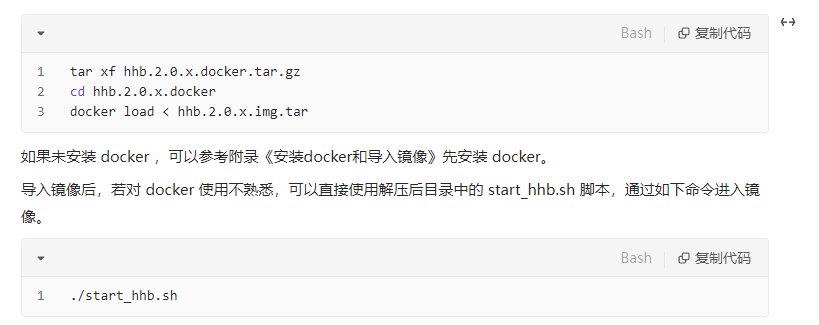 Bash 复制代码
1 tar xf hhb.2.0.x.docker.tar.gz
2 cd hhb.2.0.x.docker
3 docker load < hhb.2.0.x.img.tar
如果未安装 docker ，可以参考附录《安装docker和导入镜像》先安装 docker。
导入镜像后，若对 docker 使用不熟悉，可以直接使用解压后目录中的 start_hhb.sh 脚本，通过如下命令进入镜
像。
Bash 复制代码
1 ./start_hhb.sh